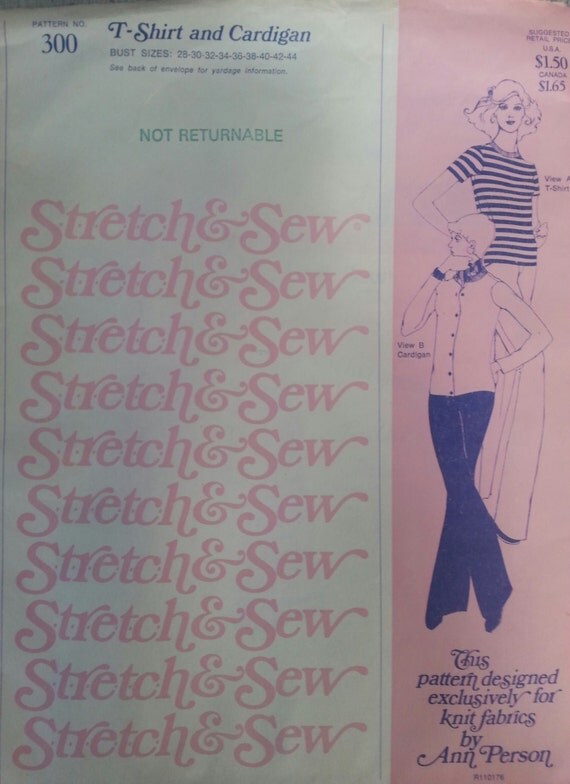 PATTERN NO.
300
T-Shirt and Cardigan
BUST SIZES: 28-30-32-34-36-38-40-42-44
See back of envelope for yardage information.
NOT RETURNABLE
Stretch & Sew
Stretch & Sew
Stretch & Sew
Stretch & Sew
Stretch & Sew
Stretch & Sew
Stretch & Sew
Stretch & Sew
Stretch & Sew
Stretch & Sew
SUGGESTED
RETAIL PRICE
U.S.A.
$1.50
CANADA
$1.65
View A
T-Shirt
View B
Cardigan
This
pattern designed
exclusively for
knit fabrics
by
Ann Person
R110176